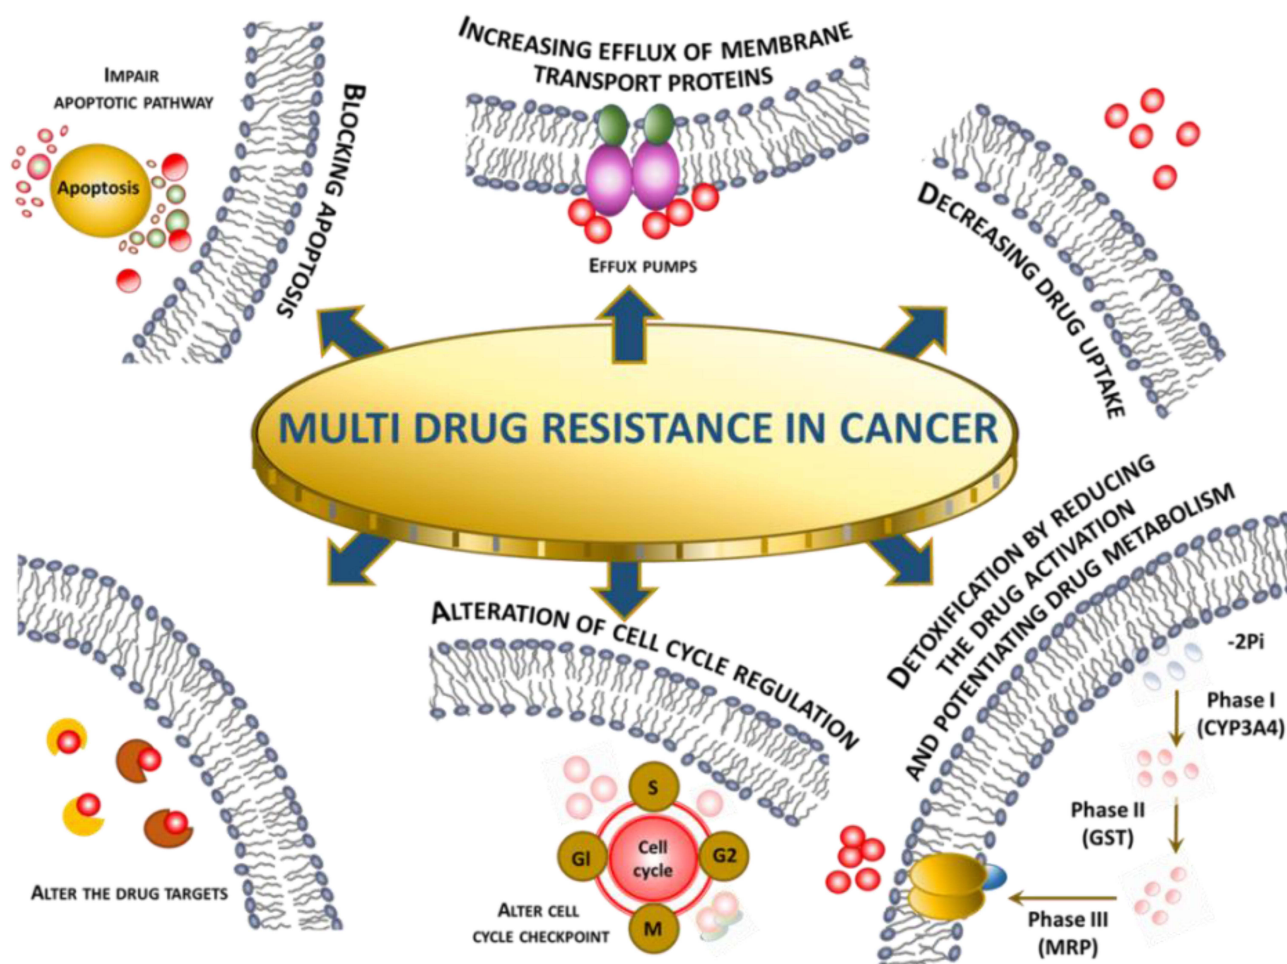 IMPAIR
APOPTOTIC PATHWAY
Apoptosis
BLOCKING APOPTOSIS
INCREASING EFFLUX OF MEMBRANE
TRANSPORT PROTEINS
EFFUX PUMPS
DECREASING DRUG UPTAKE
MULTI DRUG RESISTANCE IN CANCER
ALTER THE DRUG TARGETS
ALTERATION OF CELL CYCLE REGULATION
S
GI
Cell
cycle
G2
M
ALTER CELL
CYCLE CHECKPOINT
DETOXIFICATION BY REDUCING
THE DRUG ACTIVATION
AND POTENTIATING DRUG METABOLISM
-2Pi
Phase I
(CYP3A4)
Phase II
(GST)
Phase III
(MRP)